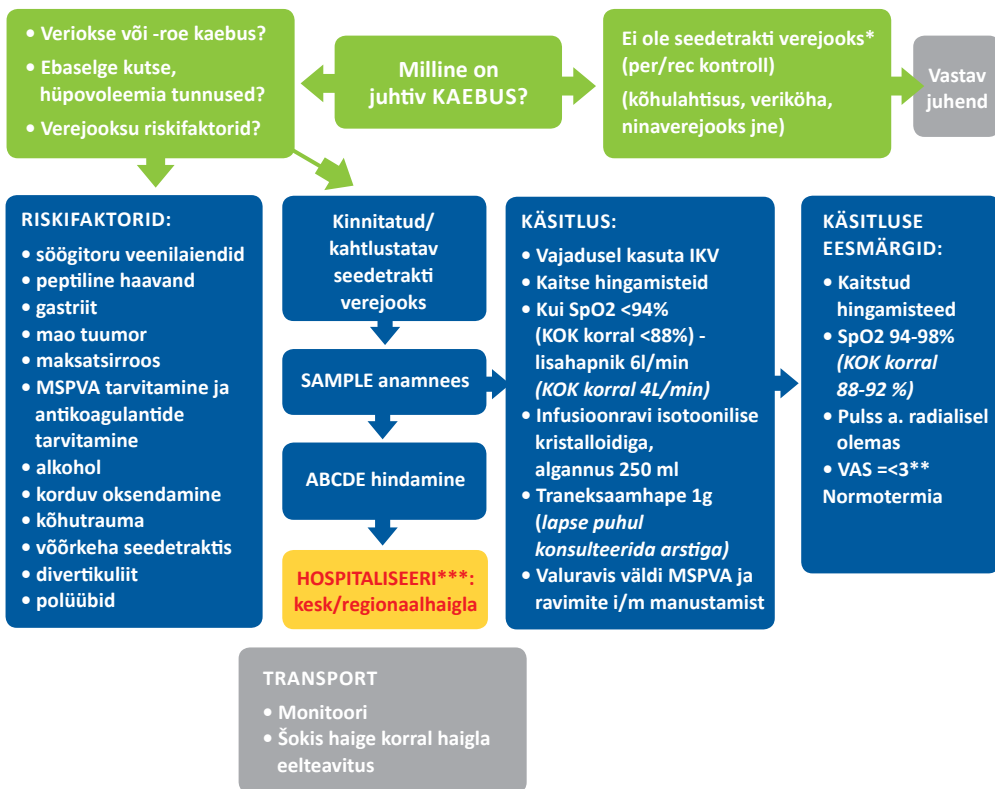 • Veriokse või -roe kaebus?
• Ebaselge kutse,
hüpovoleemia tunnused?
• Verejooksu riskifaktorid?
Milline on
juhtiv KAEBUS?
Ei ole seedetrakti verejooks*
(per/rec kontroll)
(kõhulahtisus, veriköha,
ninaverejooks jne)
Vastav
juhend
RISKIFAKTORID:
• söögitoru veenilaiendid
• peptiline haavand
• gastriit
• mao tuumor
• maksatsirroos
• MSPVA tarvitamine ja
antikoagulantide
tarvitamine
• alkohol
• korduv oksendamine
• kõhutrauma
• võõrkeha seedetraktis
• divertikuliit
• polüübid
Kinnitatud/
kahtlustatav
seedetrakti
verejooks
SAMPLE anamnees
ABCDE hindamine
HOSPITALISEERI***:
kesk/regionaalhaigla
KÄSITLUS:
• Vajadusel kasuta IKV
• Kaitse hingamisteid
• Kui SpO2 <94%
(KOK korral <88%) -
lisahapnik 6l/min
(KOK korral 4L/min)
• Infusioonravi isotoonilise
kristalloidiga,
algannus 250 ml
• Traneksaamhape 1g
(lapse puhul
konsulteerida arstiga)
• Valuravis väldi MSPVA ja
ravimite i/m manustamist
KÄSITLUSE
EESMÄRGID:
• Kaitstud
hingamisteed
• SpO2 94-98%
(KOK korral
88-92 %)
• Pulss a. radialisel
olemas
• VAS =<3**
Normotermia
TRANSPORT
• Monitoori
• Šokis haige korral haigla
eelteavitus